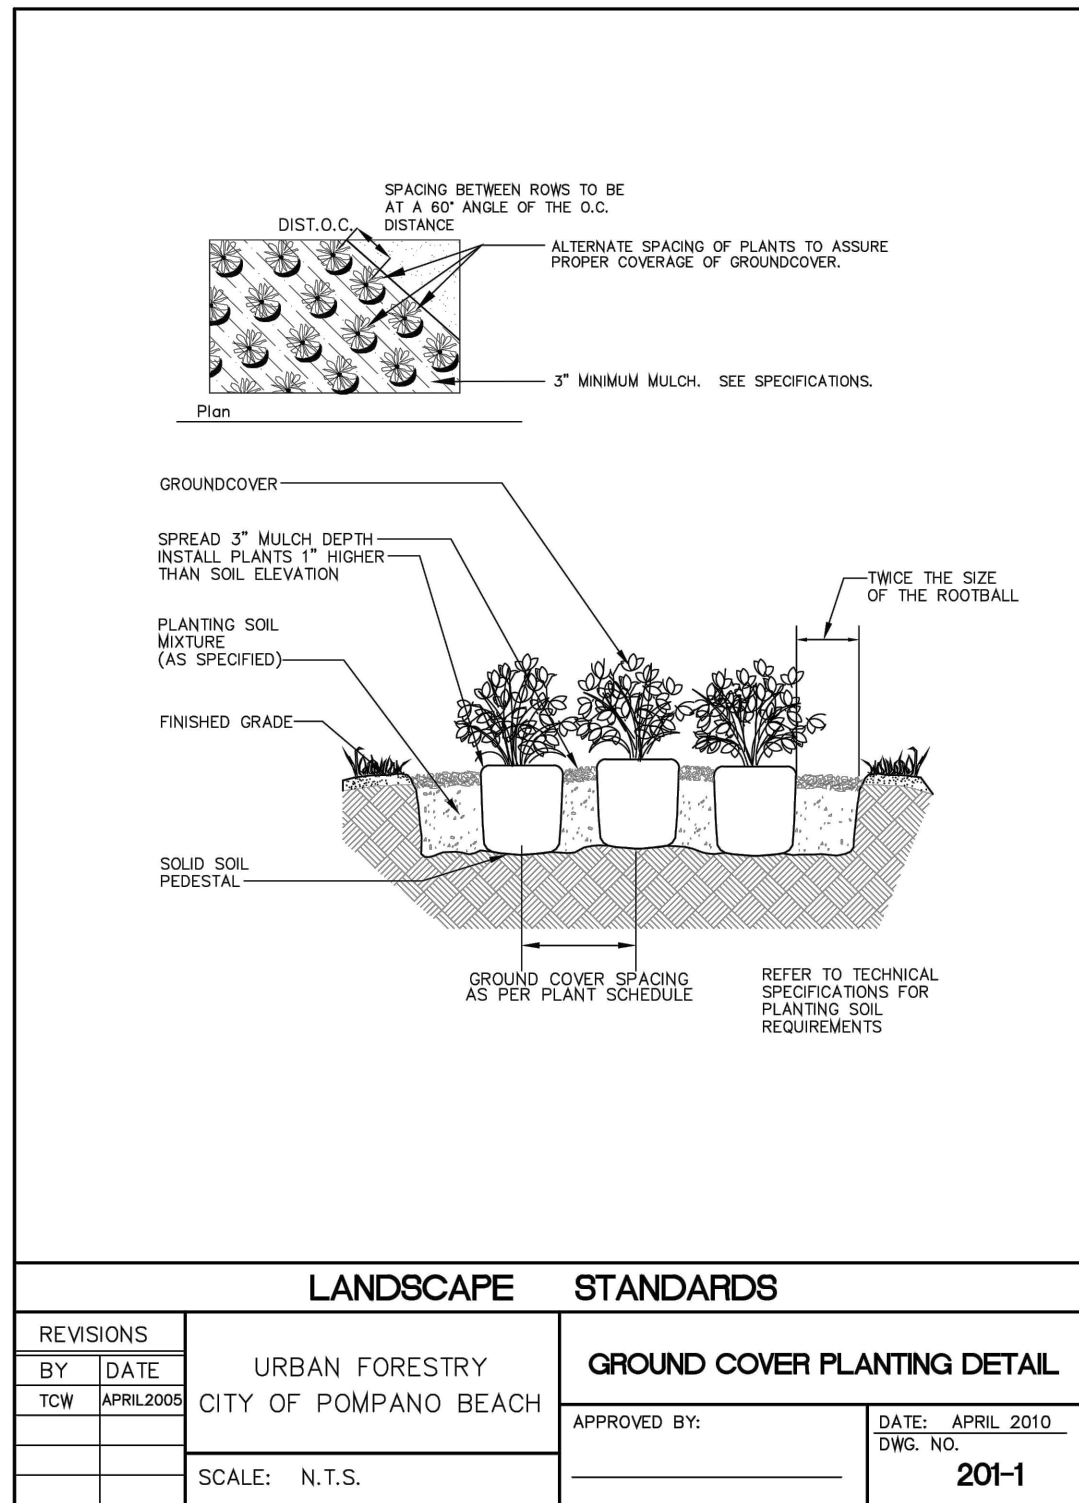 SPACING BETWEEN ROWS TO BE
AT A 60° ANGLE OF THE O.C.
DISTANCE
DIST.O.C.
ALTERNATE SPACING OF PLANTS TO ASSURE
PROPER COVERAGE OF GROUNDCOVER.
3" MINIMUM MULCH. SEE SPECIFICATIONS.
Plan
GROUNDCOVER
SPREAD 3" MULCH DEPTH
INSTALL PLANTS 1" HIGHER
THAN SOIL ELEVATION
TWICE THE SIZE
OF THE ROOTBALL
PLANTING SOIL
MIXTURE
(AS SPECIFIED)
FINISHED GRADE
SOLID SOIL
PEDESTAL
GROUND COVER SPACING
AS PER PLANT SCHEDULE
REFER TO TECHNICAL
SPECIFICATIONS FOR
PLANTING SOIL
REQUIREMENTS
LANDSCAPE STANDARDS
REVISIONS
BY DATE
TCW APRIL2005
URBAN FORESTRY
CITY OF POMPANO BEACH
SCALE: N.T.S.
GROUND COVER PLANTING DETAIL
APPROVED BY:
DATE: APRIL 2010
DWG. NO.
201-1